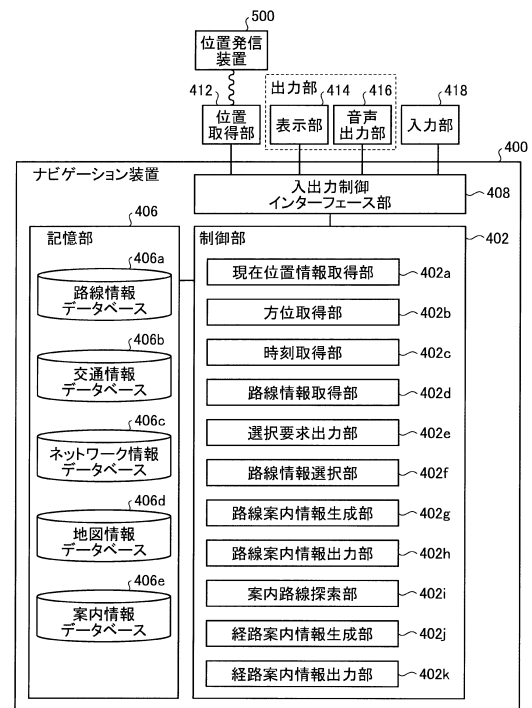 500
位置発信
装置
412
位置
取得部
出力部
414
表示部
416
音声
出力部
418
入力部
400
ナビゲーション装置
入出力制御
インターフェース部
408
406
記憶部
406a
路線情報
データベース
406b
交通情報
データベース
406c
ネットワーク情報
データベース
406d
地図情報
データベース
406e
案内情報
データベース
制御部
402
現在位置情報取得部
402a
方位取得部
402b
時刻取得部
402c
路線情報取得部
402d
選択要求出力部
402e
路線情報選択部
402f
路線案内情報生成部
402g
路線案内情報出力部
402h
案内路線探索部
402i
経路案内情報生成部
402j
経路案内情報出力部
402k